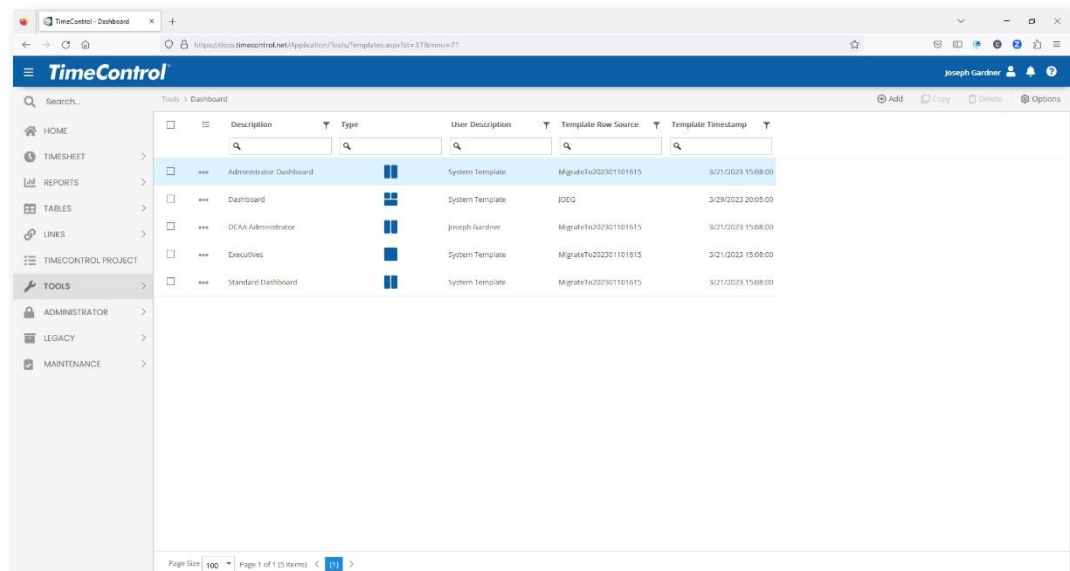 TimeControl - Dashboard
https://docs.timecontrol.net/Application/Tools/Templates.aspx?st=37&mnu=71
TimeControl
Joseph Gardner
Search...
Tools > Dashboard
Add Copy Delete Options
HOME
TIMESHEET
REPORTS
TABLES
LINKS
TIMECONTROL PROJECT
TOOLS
ADMINISTRATOR
LEGACY
MAINTENANCE
Description Type User Description Template Row Source Template Timestamp
Administrator Dashboard System Template MigrateTo202301101615 3/21/2023 15:08:00
Dashboard System Template JOEG 3/29/2023 20:05:00
DCAA Administrator Joseph Gardner MigrateTo202301101615 3/21/2023 15:08:00
Executives System Template MigrateTo202301101615 3/21/2023 15:08:00
Standard Dashboard System Template MigrateTo202301101615 3/21/2023 15:08:00
Page Size 100 Page 1 of 1 (5 items) < [1] >